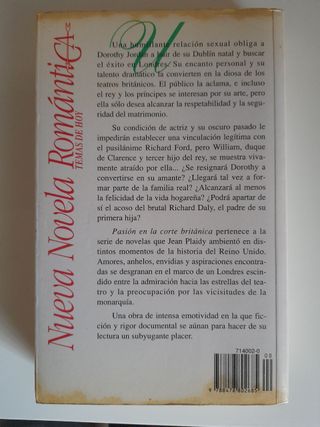 Nueva Novela RománticA
TEMAS DE HOY
Una humillante relación sexual obliga a
Dorothy Jordan a huir de su Dublín natal y buscar
el éxito en Londres. Su encanto personal y su
talento dramático la convierten en la diosa de los
teatros británicos. El público la aclama, e incluso
el rey y los príncipes se interesan por su arte, pero
ella sólo desea alcanzar la respetabilidad y la segu-
ridad del matrimonio.
Su condición de actriz y su oscuro pasado le
impedirán establecer una vinculación legítima con
el pusilánime Richard Ford, pero William, duque
de Clarence y tercer hijo del rey, se muestra viva-
mente atraído por ella... ¿Se resignará Dorothy a
convertirse en su amante? ¿Llegará tal vez a for-
mar parte de la familia real? ¿Alcanzará al menos
la felicidad de la vida hogareña? ¿Podrá apartar de
sí el acoso del brutal Richard Daly, el padre de su
primera hija?
Pasión en la corte británica pertenece a la
serie de novelas que Jean Plaidy ambientó en dis-
tintos momentos de la historia del Reino Unido.
Amores, anhelos, envidias y aspiraciones encontra-
das se desgranan en el marco de un Londres escin-
dido entre la admiración hacia las estrellas del tea-
tro y la preocupación por las vicisitudes de la
monarquía.
Una obra de intensa emotividad en la que fic-
ción y rigor documental se aúnan para hacer de su
lectura un subyugante placer.
714002-0
00
9 788478 802685